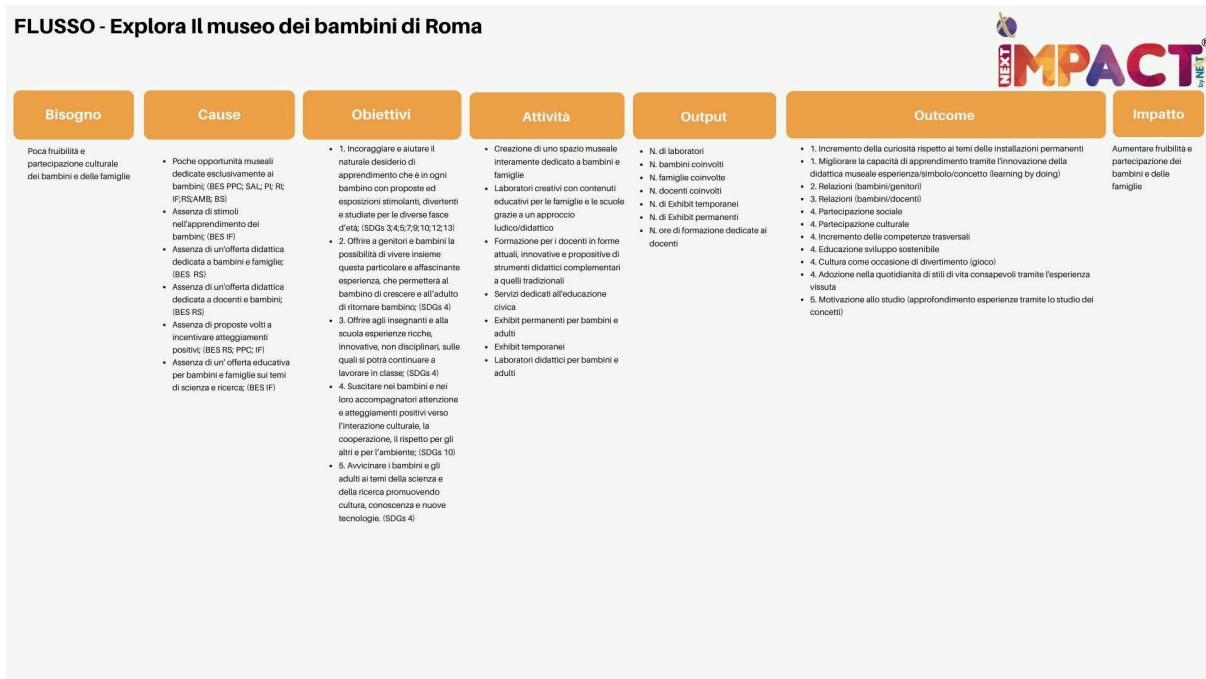 FLUSSO - Explora Il museo dei bambini di Roma
NEXT
IMPACT
®
by NEXT
Bisogno
Poca fruibilità e
partecipazione culturale
dei bambini e delle famiglie
Cause
• Poche opportunità museali
dedicate esclusivamente ai
bambini; (BES PPC; SAL; PI; RI;
IF;RS;AMB; BS)
• Assenza di stimoli
nell'apprendimento dei
bambini; (BES IF)
• Assenza di un'offerta didattica
dedicata a bambini e famiglie;
(BES RS)
• Assenza di un'offerta didattica
dedicata a docenti e bambini;
(BES RS)
• Assenza di proposte volti a
incentivare atteggiamenti
positivi; (BES RS; PPC; IF)
• Assenza di un' offerta educativa
per bambini e famiglie sui temi
di scienza e ricerca; (BES IF)
Obiettivi
• 1. Incoraggiare e aiutare il
naturale desiderio di
apprendimento che è in ogni
bambino con proposte ed
esposizioni stimolanti, divertenti
e studiate per le diverse fasce
d'età; (SDGs 3;4;5;7;9;10;12;13)
• 2. Offrire a genitori e bambini la
possibilità di vivere insieme
questa particolare e affascinante
esperienza, che permetterà al
bambino di crescere e all'adulto
di ritornare bambino; (SDGs 4)
• 3. Offrire agli insegnanti e alla
scuola esperienze ricche,
innovative, non disciplinari, sulle
quali si potrà continuare a
lavorare in classe; (SDGs 4)
• 4. Suscitare nei bambini e nei
loro accompagnatori attenzione
e atteggiamenti positivi verso
l'interazione culturale, la
cooperazione, il rispetto per gli
altri e per l'ambiente; (SDGs 10)
• 5. Avvicinare i bambini e gli
adulti ai temi della scienza e
della ricerca promuovendo
cultura, conoscenza e nuove
tecnologie. (SDGs 4)
Attività
• Creazione di uno spazio museale
interamente dedicato a bambini e
famiglie
• Laboratori creativi con contenuti
educativi per le famiglie e le scuole
grazie a un approccio
ludico/didattico
• Formazione per i docenti in forme
attuali, innovative e propositive di
strumenti didattici complementari
a quelli tradizionali
• Servizi dedicati all'educazione
civica
• Exhibit permanenti per bambini e
adulti
• Exhibit temporanei
• Laboratori didattici per bambini e
adulti
Output
• N. di laboratori
• N. bambini coinvolti
• N. famiglie coinvolte
• N. docenti coinvolti
• N. di Exhibit temporanei
• N. di Exhibit permanenti
• N. ore di formazione dedicate ai
docenti
Outcome
• 1. Incremento della curiosità rispetto ai temi delle installazioni permanenti
• 1. Migliorare la capacità di apprendimento tramite l'innovazione della
didattica museale esperienza/simbolo/concetto (learning by doing)
• 2. Relazioni (bambini/genitori)
• 3. Relazioni (bambini/docenti)
• 4. Partecipazione sociale
• 4. Partecipazione culturale
• 4. Incremento delle competenze trasversali
• 4. Educazione sviluppo sostenibile
• 4. Cultura come occasione di divertimento (gioco)
• 4. Adozione nella quotidianità di stili di vita consapevoli tramite l'esperienza
vissuta
• 5. Motivazione allo studio (approfondimento esperienze tramite lo studio dei
concetti)
Impatto
Aumentare fruibilità e
partecipazione dei
bambini e delle
famiglie